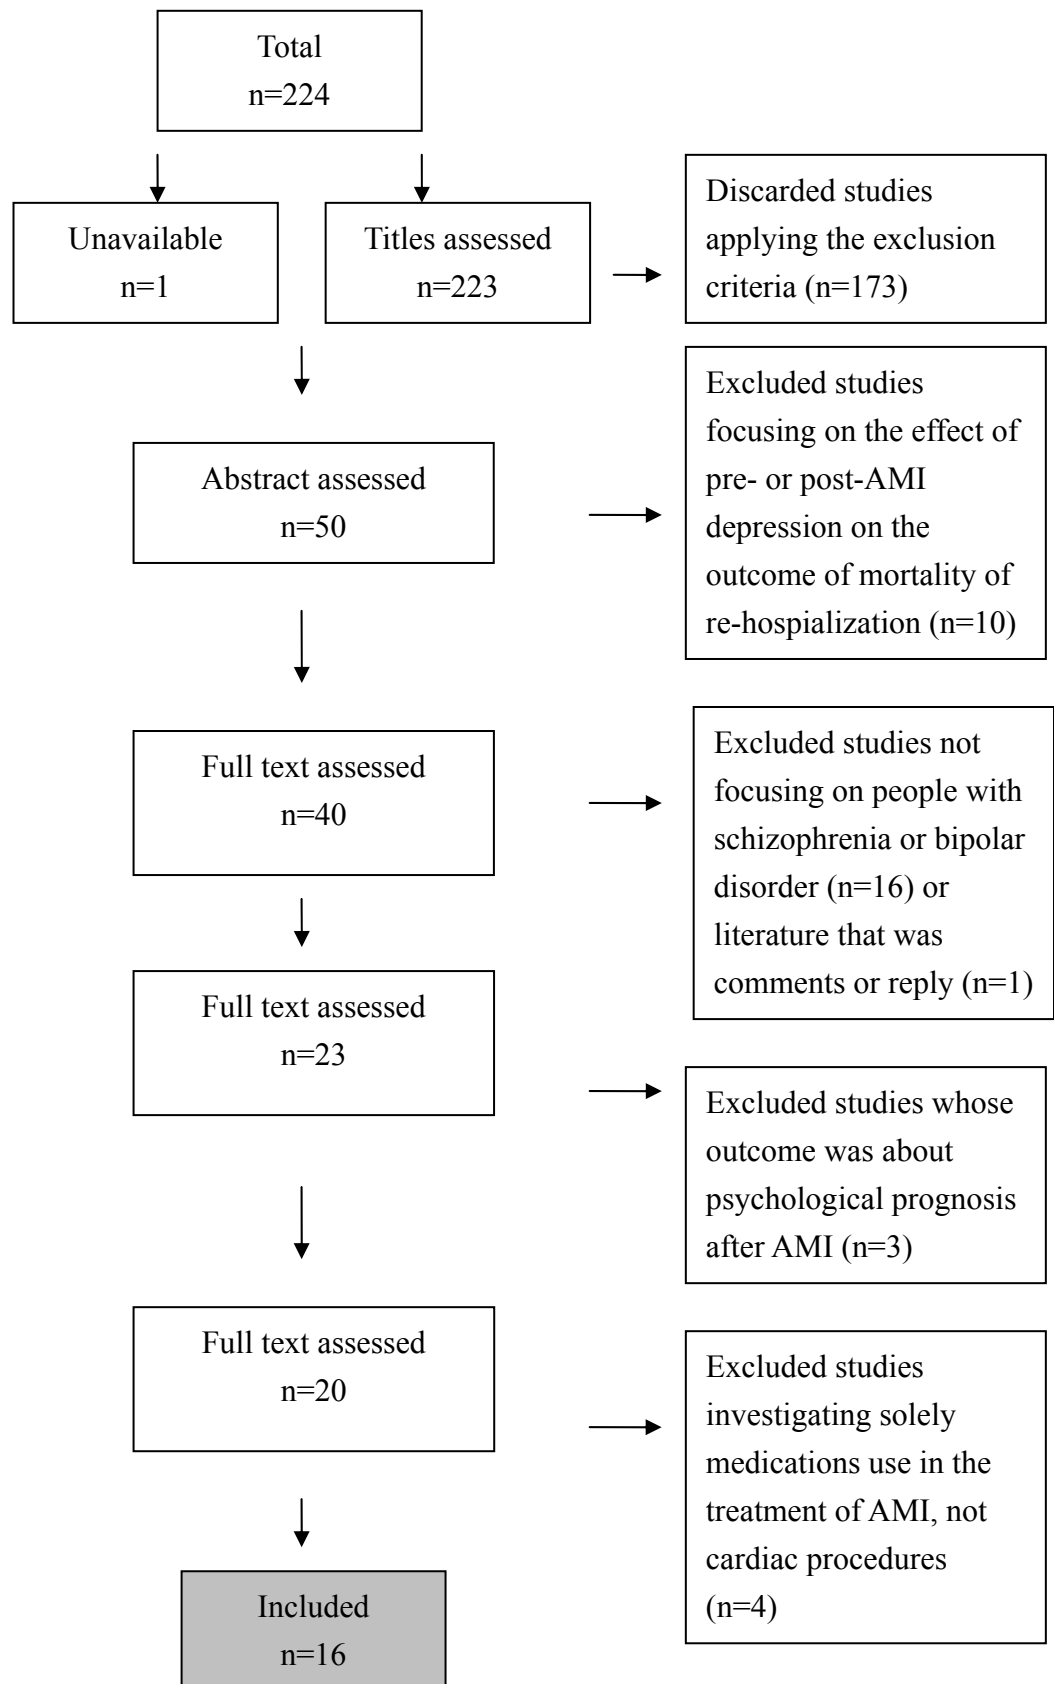 Total
n=224
Unavailable
n=1
Titles assessed
n=223
Discarded studies
applying the exclusion
criteria (n=173)
Abstract assessed
n=50
Excluded studies
focusing on the effect of
pre- or post-AMI
depression on the
outcome of mortality of
re-hospialization (n=10)
Full text assessed
n=40
Excluded studies not
focusing on people with
schizophrenia or bipolar
disorder (n=16) or
literature that was
comments or reply (n=1)
Full text assessed
n=23
Excluded studies whose
outcome was about
psychological prognosis
after AMI (n=3)
Full text assessed
n=20
Excluded studies
investigating solely
medications use in the
treatment of AMI, not
cardiac procedures
(n=4)
Included
n=16